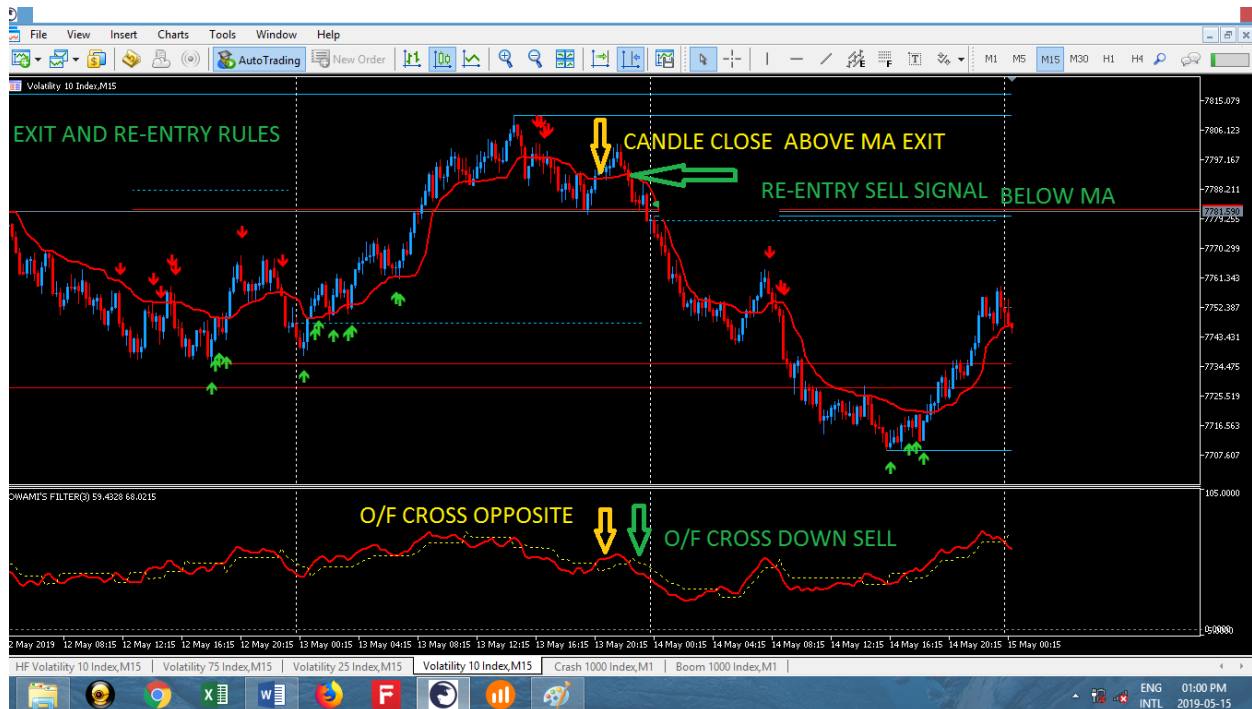 File View Insert Charts Tools Window Help
AutoTrading New Order M1 M5 M15 M30 H1 H4
Volatility 10 Index,M15
7815.079
EXIT AND RE-ENTRY RULES
CANDLE CLOSE ABOVE MA EXIT
7806.123
7797.167
RE-ENTRY SELL SIGNAL BELOW MA
7788.211
7781.590
7779.255
7770.299
7761.343
7752.387
7743.431
7734.475
7725.519
7716.563
7707.607
OWAMI'S FILTER(3) 59.4328 68.0215
105.0000
O/F CROSS OPPOSITE
O/F CROSS DOWN SELL
2 May 2019 12 May 08:15 12 May 12:15 12 May 16:15 12 May 20:15 13 May 00:15 13 May 04:15 13 May 08:15 13 May 12:15 13 May 16:15 13 May 20:15 14 May 00:15 14 May 04:15 14 May 08:15 14 May 12:15 14 May 16:15 14 May 20:15 15 May 00:15
HF Volatility 10 Index,M15 Volatility 75 Index,M15 Volatility 25 Index,M15 Volatility 10 Index,M15 Crash 1000 Index,M1 Boom 1000 Index,M1
ENG 01:00 PM
INTL 2019-05-15